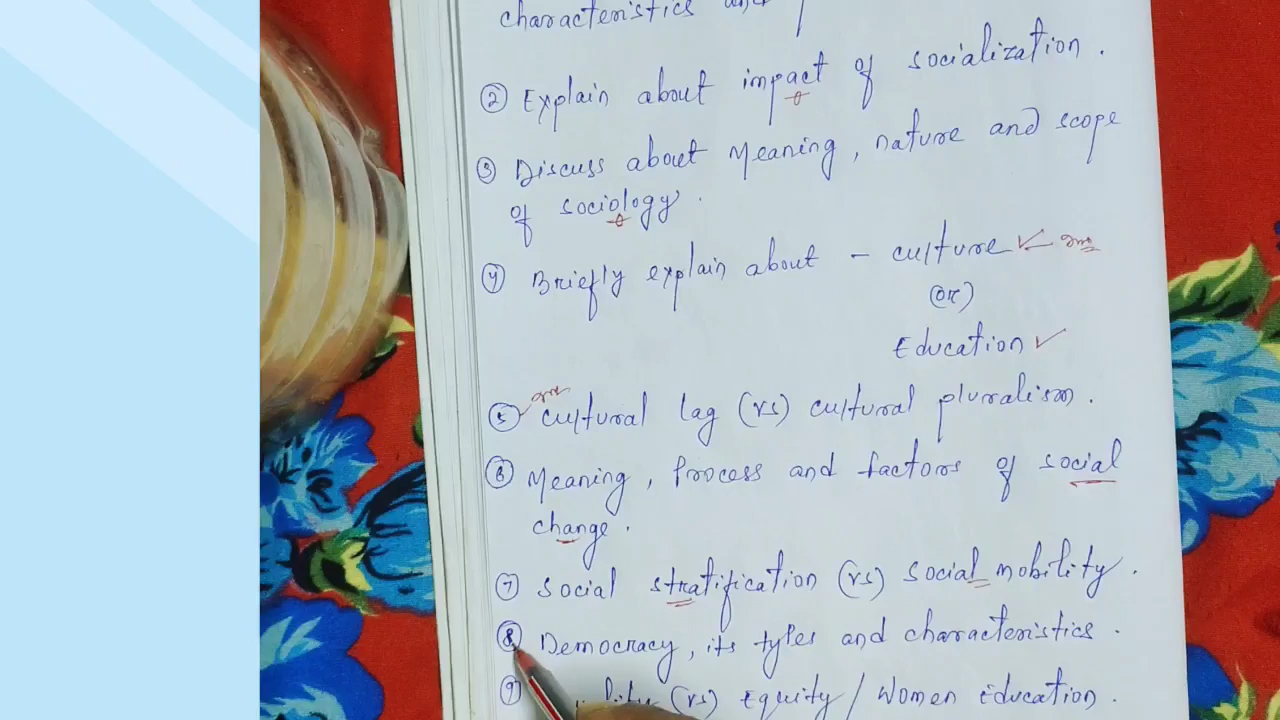 characteristics and
② Explain about impact of socialization.
③ Discuss about Meaning, nature and scope
of sociology.
④ Briefly explain about – culture
(or)
Education
⑤ cultural lag (vs) cultural pluralism.
⑥ Meaning, Process and factors of social
change.
⑦ Social stratification (vs) social mobility.
⑧ Democracy, its types and characteristics.
⑨ (vs) Equity / Women Education.